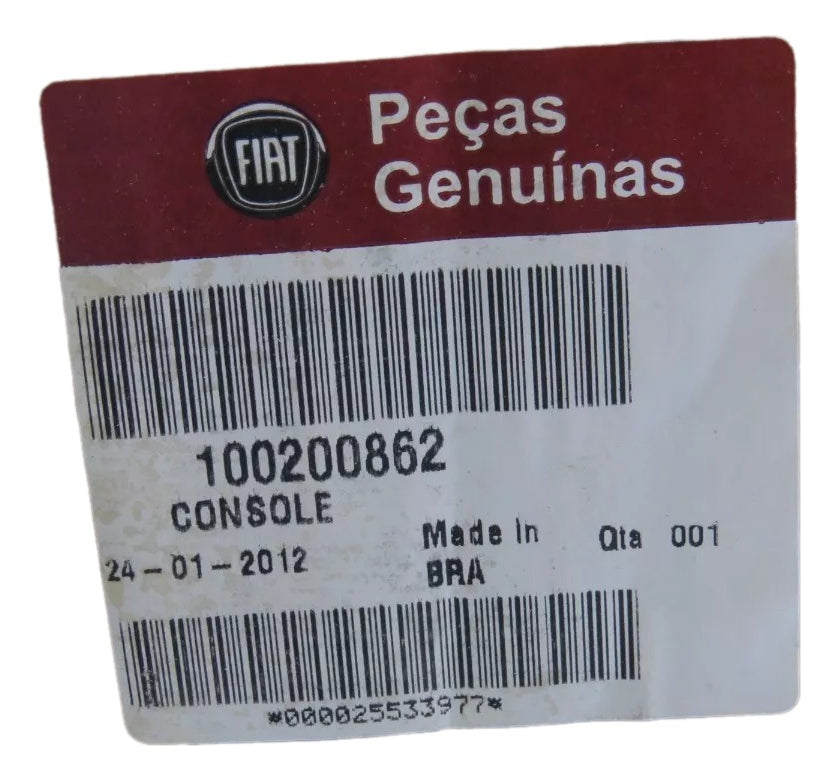 FIAT
Peças
Genuínas
100200862
CONSOLE
24-01-2012
Made In
BRA
Qta 001
*000025533977*